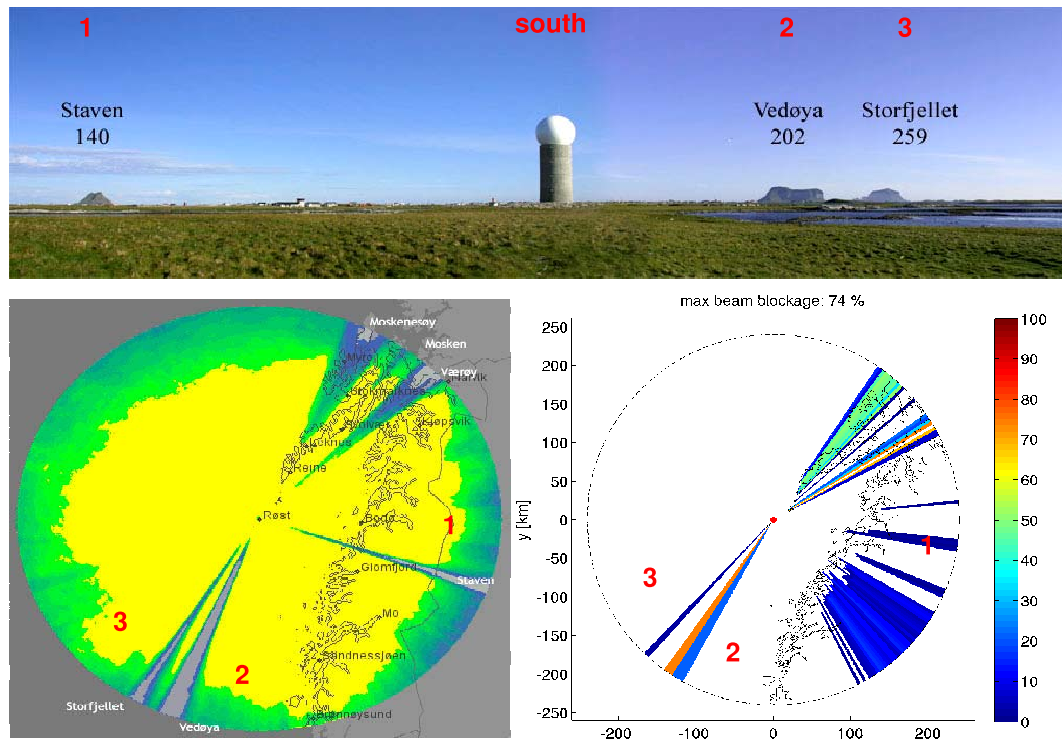 1
south
2
3
Staven
140
Vedøya
202
Storfjellet
259
max beam blockage: 74 %
Moskenesøy
Mosken
Værøy
Myre
Narvik
Stokmarknes
Kjøpsvik
Svolvær
Leknes
Reine
Røst
Bodø
1
Glomfjord
Staven
Mo
3
2
Sandnessjøen
Storfjellet
Vedøya
Brønnøysund
y [km]
250
200
150
100
50
0
-50
-100
-150
-200
-250
-200
-100
0
100
200
1
3
2
100
90
80
70
60
50
40
30
20
10
0